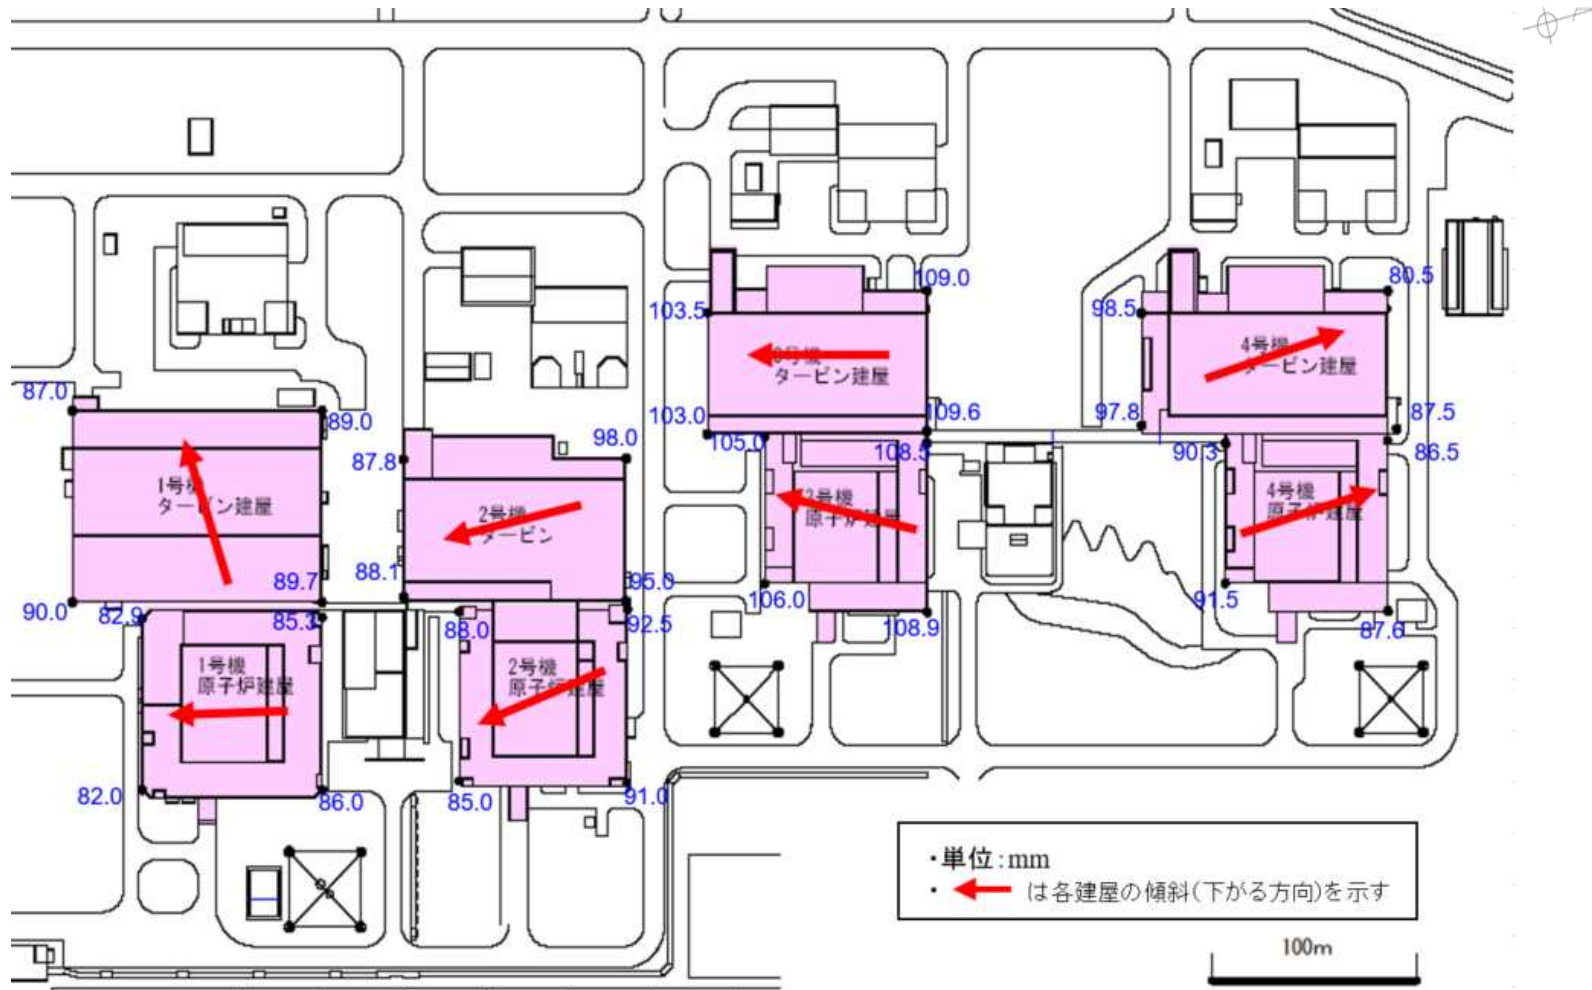 109.0
80.5
103.5
98.5
3号機
タービン建屋
4号機
タービン建屋
87.0
89.0
103.0
109.6
97.8
87.5
98.0
105.0
108.5
90.3
86.5
87.8
1号機
タービン建屋
2号機
タービン
3号機
原子炉建屋
4号機
原子炉建屋
89.7
88.1
95.0
90.0
82.9
85.3
88.0
92.5
106.0
108.9
91.5
87.6
1号機
原子炉建屋
2号機
原子炉建屋
82.0
86.0
85.0
91.0
・単位:mm
・ は各建屋の傾斜(下がる方向)を示す
100m